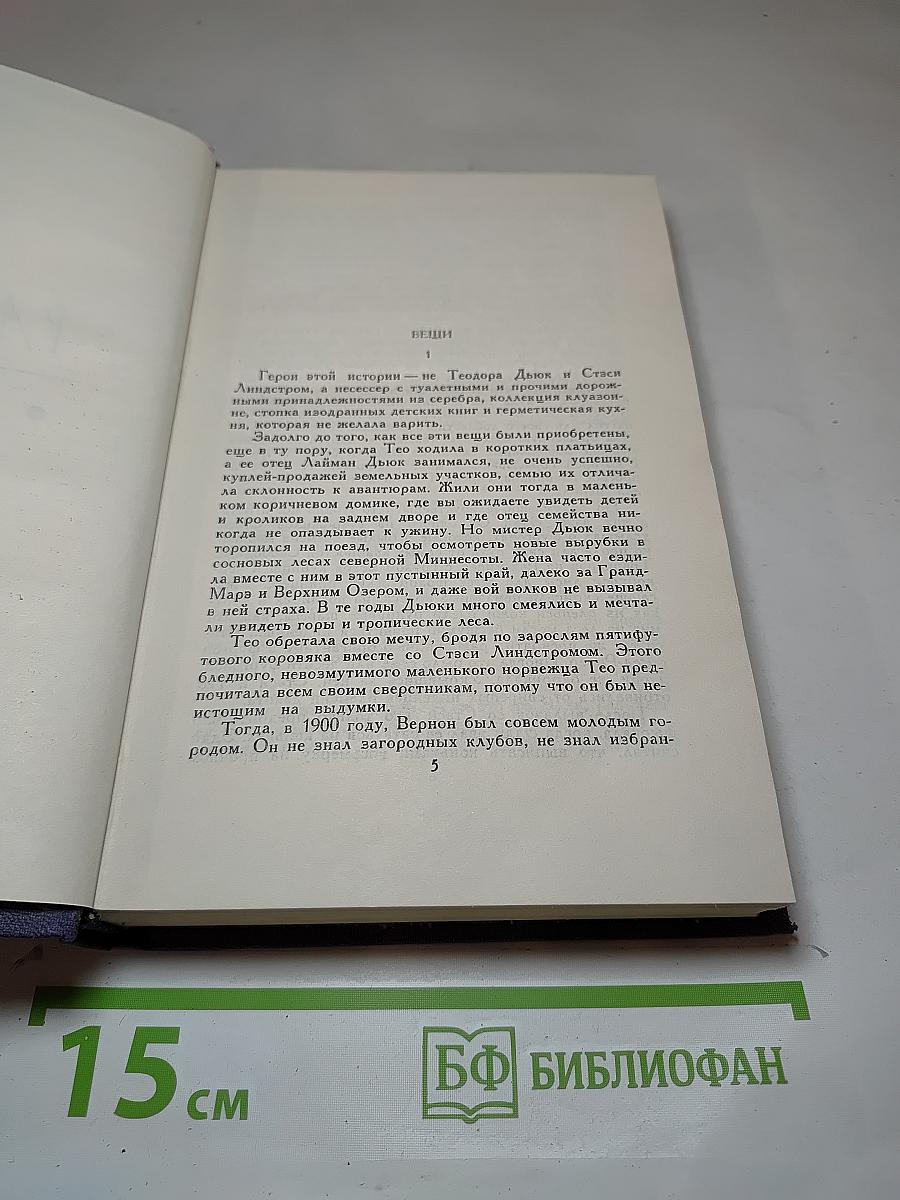 ВЕЩИ
1
Герои этой истории — не Теодора Дьюк и Стэси
Линдстром, а несессер с туалетными и прочими дорож-
ными принадлежностями из серебра, коллекция клуазон-
не, стопка изодранных детских книг и герметическая кух-
ня, которая не желала варить.
Задолго до того, как все эти вещи были приобретены,
еще в ту пору, когда Тео ходила в коротких платьицах,
а ее отец Лайман Дьюк занимался, не очень успешно,
куплей-продажей земельных участков, семью их отлича-
ла склонность к авантюрам. Жили они тогда в малень-
ком коричневом домике, где вы ожидаете увидеть детей
и кроликов на заднем дворе и где отец семейства ни-
когда не опаздывает к ужину. Но мистер Дьюк вечно
торопился на поезд, чтобы осмотреть новые вырубки в
сосновых лесах северной Миннесоты. Жена часто езди-
ла вместе с ним в этот пустынный край, далеко за Гранд-
Марэ и Верхним Озером, и даже вой волков не вызывал
в ней страха. В те годы Дьюки много смеялись и мечта-
ли увидеть горы и тропические леса.
Тео обретала свою мечту, бродя по зарослям пятифу-
тового коровяка вместе со Стэси Линдстромом. Этого
бледного, невозмутимого маленького норвежца Тео пред-
почитала всем своим сверстникам, потому что он был не-
истощим на выдумки.
Тогда, в 1900 году, Вернон был совсем молодым го-
родом. Он не знал загородных клубов, не знал избран-
5
15 см
БФ БИБЛИОФАН